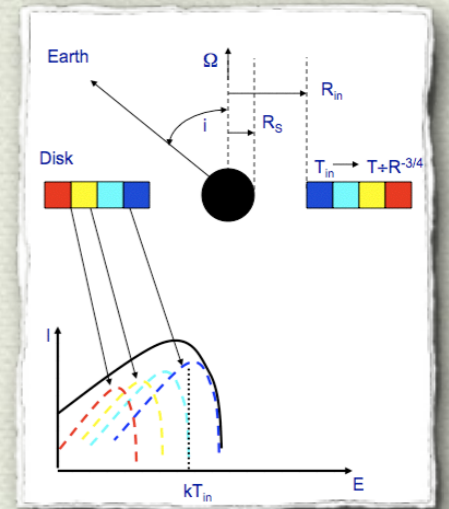 Earth
Ω
R_in
i
R_S
Disk
T_in → T÷R^-3/4
I
kT_in
E